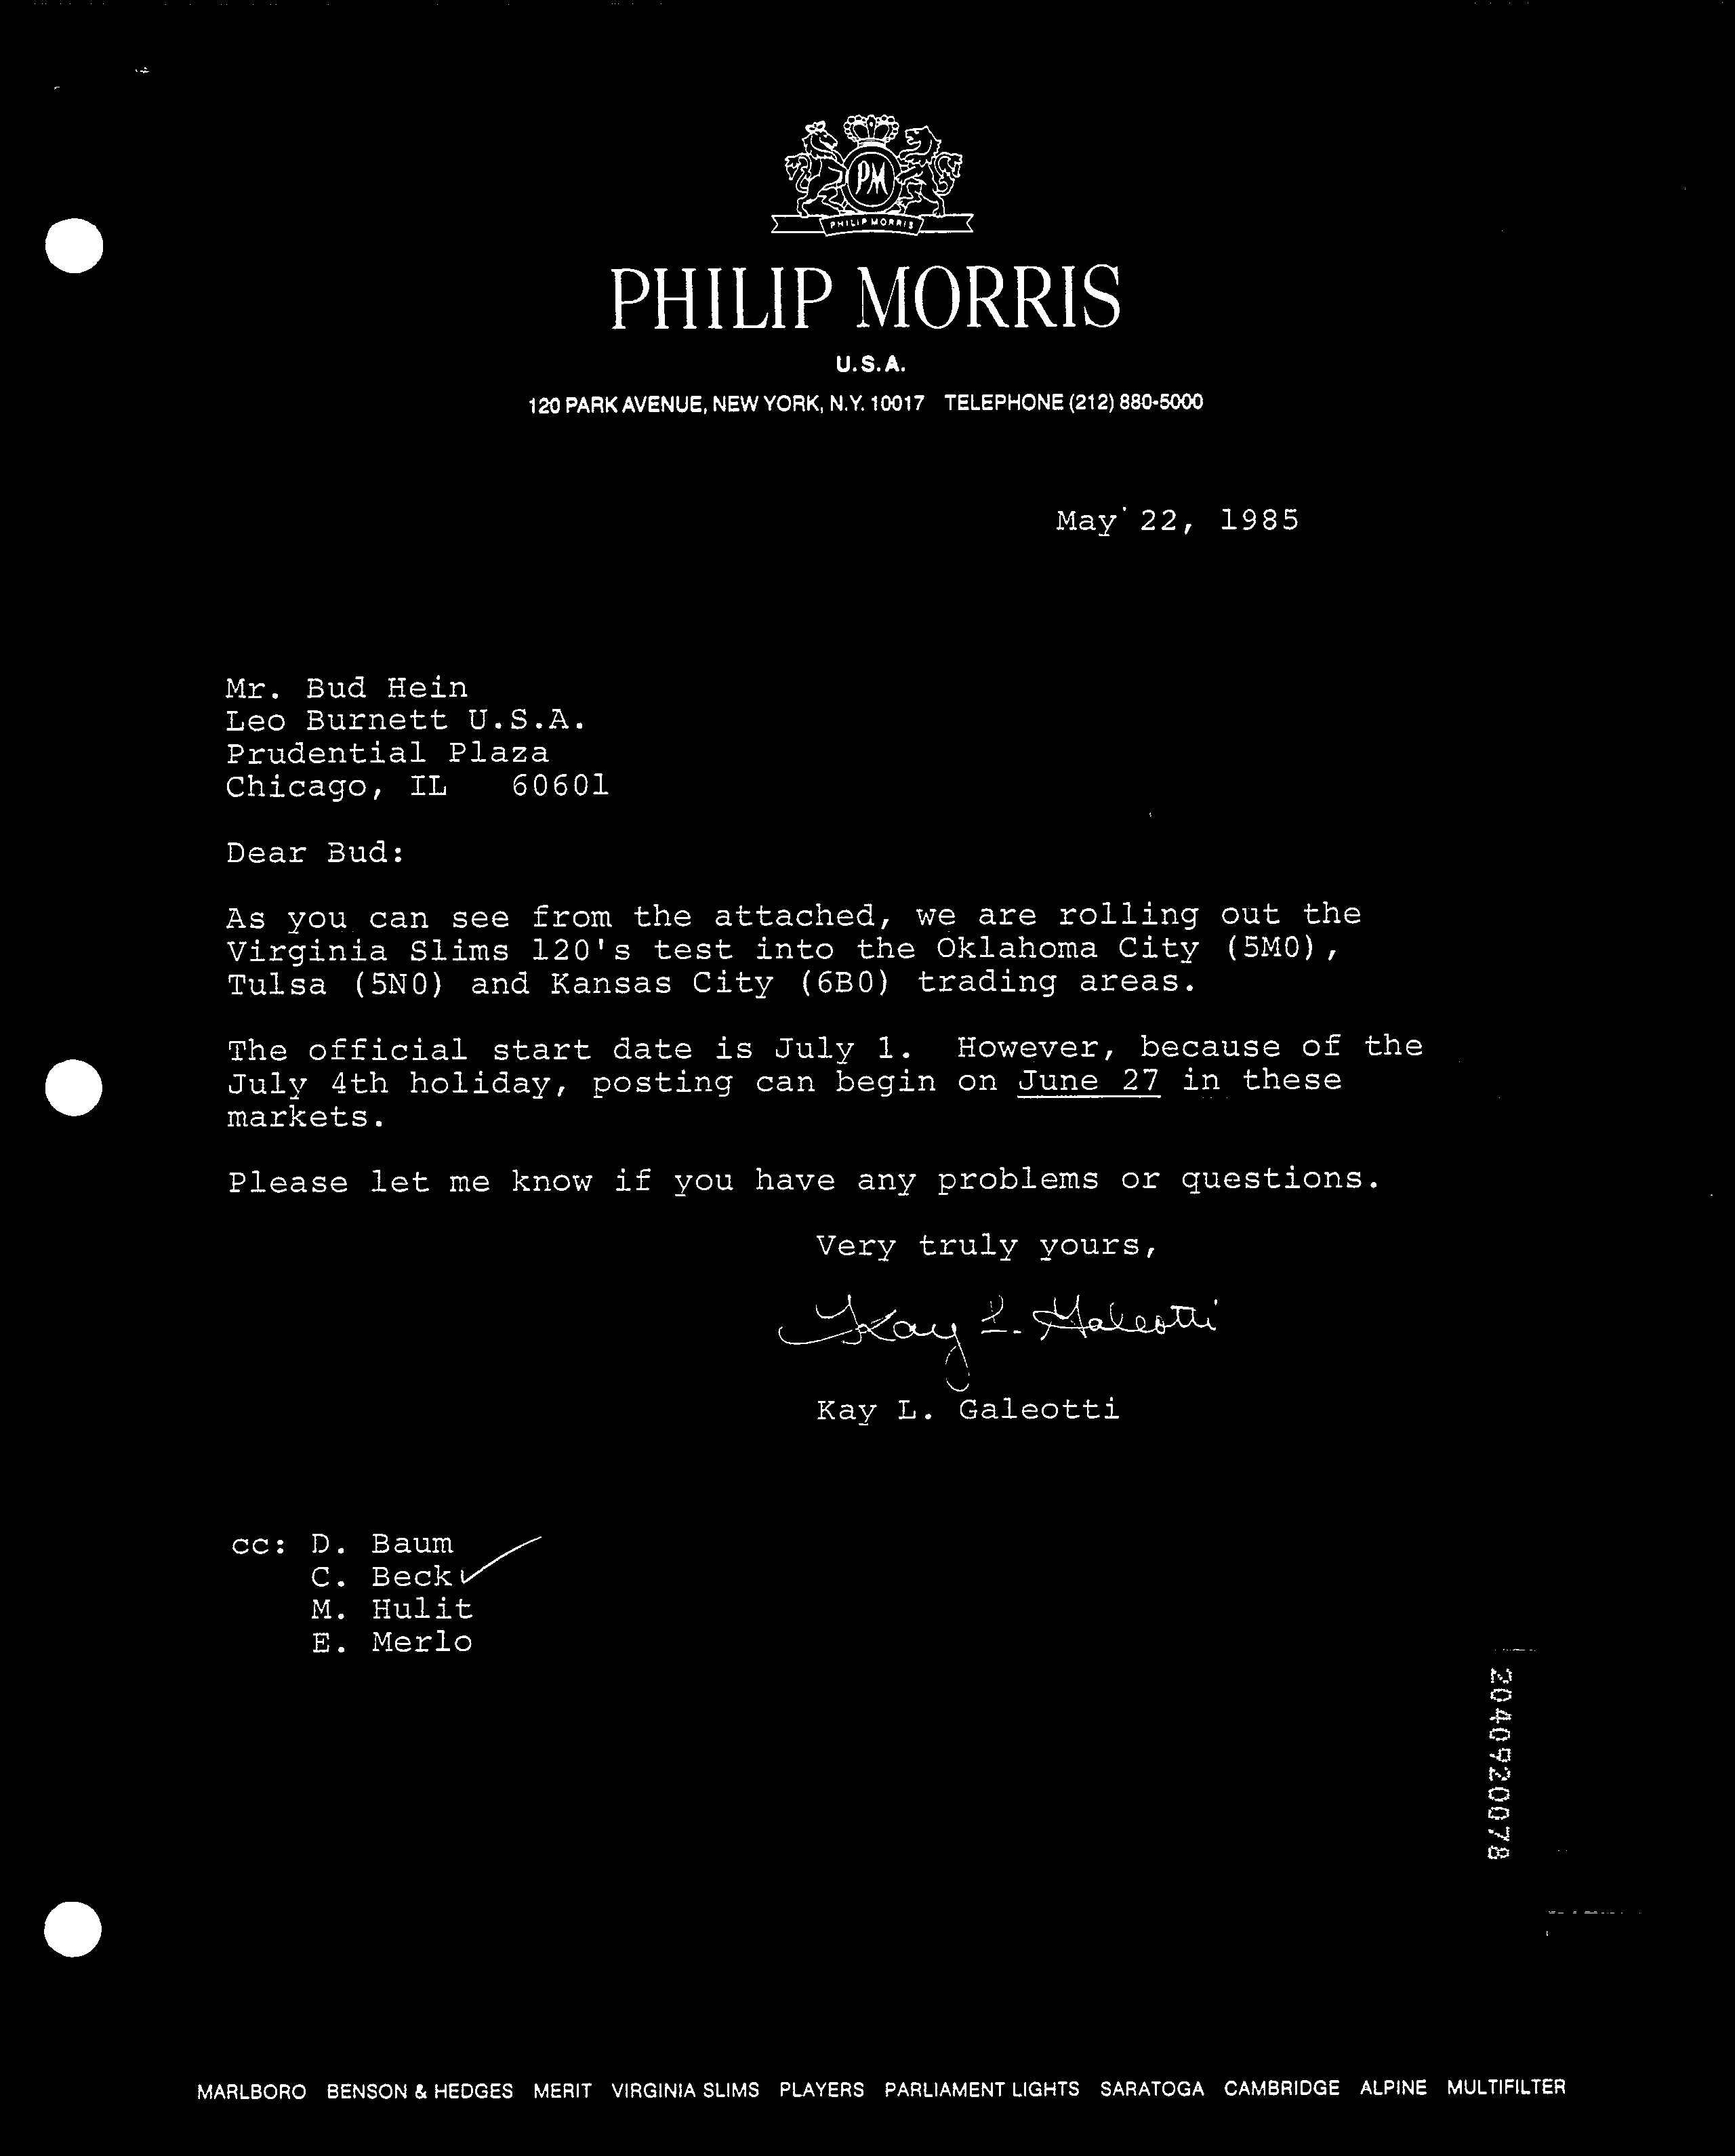 PM
PHILIP MORRIS
PHILIP MORRIS
U.S.A.
120 PARK AVENUE, NEW YORK, N.Y. 10017 TELEPHONE (212) 880-5000
May 22, 1985
Mr. Bud Hein
Leo Burnett U.S.A.
Prudential Plaza
Chicago, IL 60601
Dear Bud:
As you can see from the attached, we are rolling out the
Virginia Slims 120's test into the Oklahoma City (5M0),
Tulsa (5N0) and Kansas City (6B0) trading areas.
The official start date is July 1. However, because of the
July 4th holiday, posting can begin on June 27 in these
markets.
Please let me know if you have any problems or questions.
Very truly yours,
Kay L. Galeotti
Kay L. Galeotti
cc: D. Baum
C. Beck
M. Hulit
E. Merlo
2040920078
MARLBORO BENSON & HEDGES MERIT VIRGINIA SLIMS PLAYERS PARLIAMENT LIGHTS SARATOGA CAMBRIDGE ALPINE MULTIFILTER